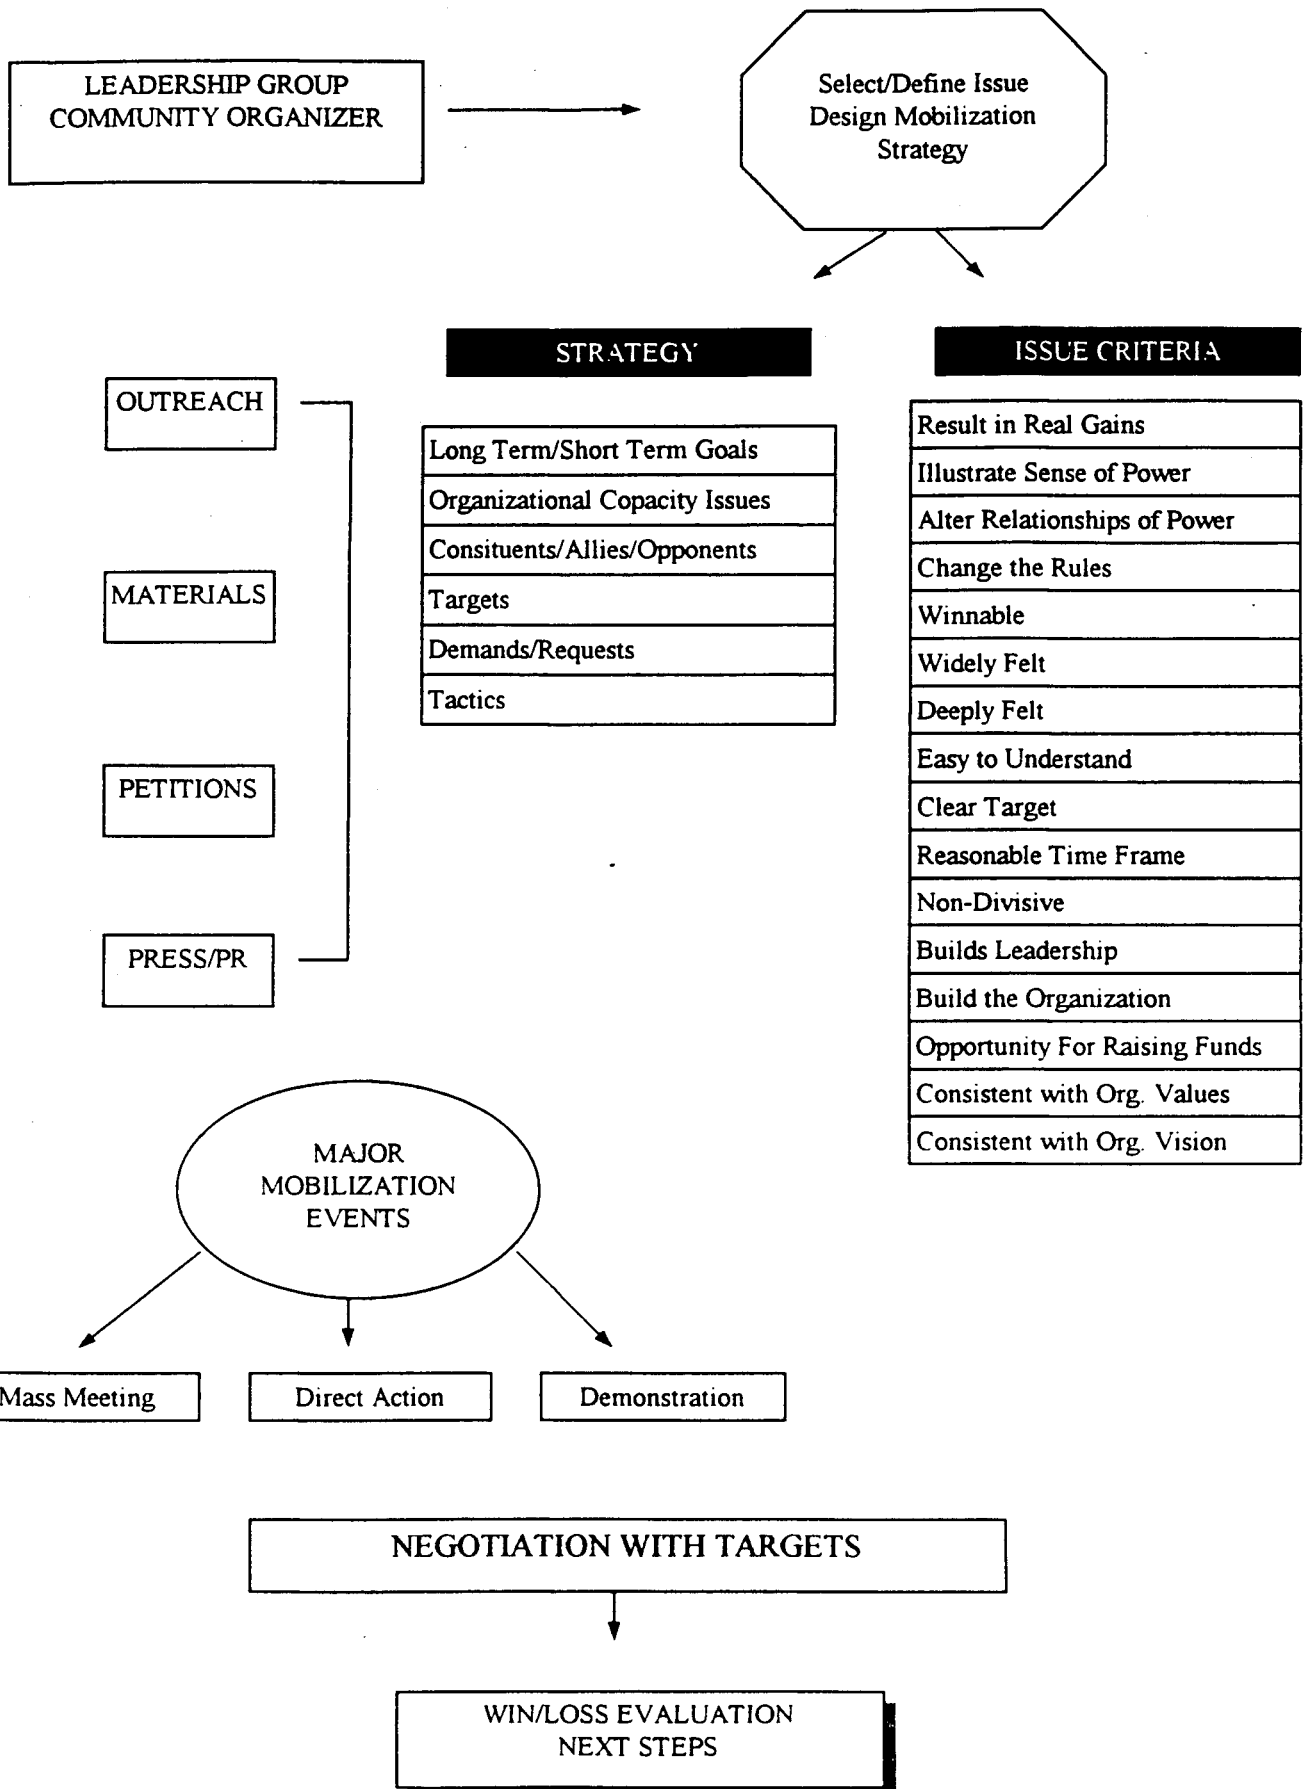 LEADERSHIP GROUP
COMMUNITY ORGANIZER
Select/Define Issue
Design Mobilization
Strategy
STRATEGY
Long Term/Short Term Goals
Organizational Copacity Issues
Consituents/Allies/Opponents
Targets
Demands/Requests
Tactics
ISSUE CRITERIA
Result in Real Gains
Illustrate Sense of Power
Alter Relationships of Power
Change the Rules
Winnable
Widely Felt
Deeply Felt
Easy to Understand
Clear Target
Reasonable Time Frame
Non-Divisive
Builds Leadership
Build the Organization
Opportunity For Raising Funds
Consistent with Org. Values
Consistent with Org. Vision
OUTREACH
MATERIALS
PETITIONS
PRESS/PR
MAJOR
MOBILIZATION
EVENTS
Mass Meeting
Direct Action
Demonstration
NEGOTIATION WITH TARGETS
WIN/LOSS EVALUATION
NEXT STEPS